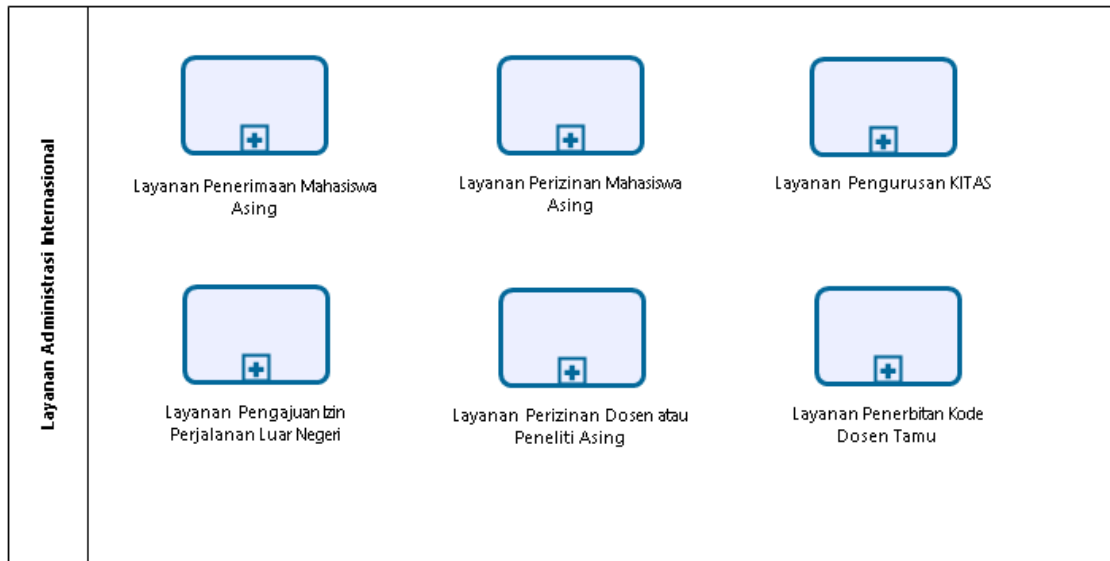 Layanan Administrasi Internasional
Layanan Penerimaan Mahasiswa
Asing
Layanan Perizinan Mahasiswa
Asing
Layanan Pengurusan KITAS
Layanan Pengajuan Izin
Perjalanan Luar Negeri
Layanan Perizinan Dosen atau
Peneliti Asing
Layanan Penerbitan Kode
Dosen Tamu